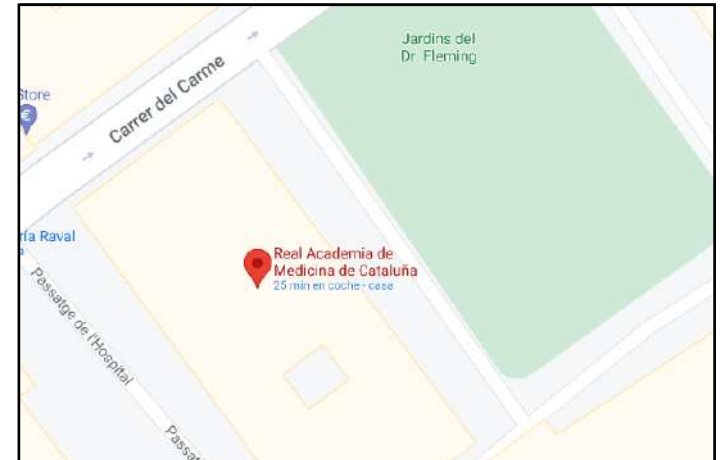 Jardins del
Dr. Fleming
Store
€
Carrer del Carme
ría Raval
Real Academia de
Medicina de Cataluña
25 min en coche - casa
Passatge de l'Hospital
Passat